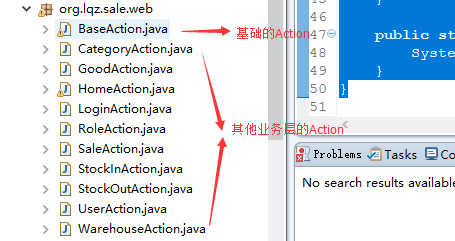 org.lqz.sale.web
BaseAction.java
基础的Action
CategoryAction.java
GoodAction.java
HomeAction.java
LoginAction.java
RoleAction.java
SaleAction.java
其他业务层的Action
StockInAction.java
StockOutAction.java
UserAction.java
WarehouseAction.java
46
47
public st
48
Syste
49
}
50
}
51
Problems
Tasks
Co
No search results available